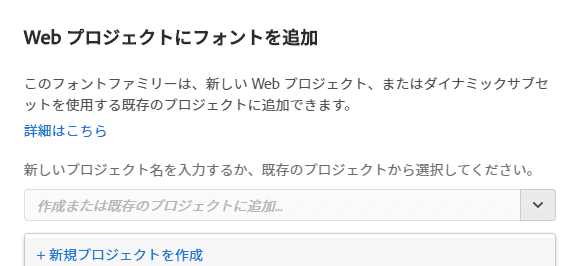 Web プロジェクトにフォントを追加
このフォントファミリーは、新しい Web プロジェクト、またはダイナミックサブセ
ットを使用する既存のプロジェクトに追加できます。
詳細はこちら
新しいプロジェクト名を入力するか、既存のプロジェクトから選択してください。
作成または既存のプロジェクトに追加...
+ 新規プロジェクトを作成